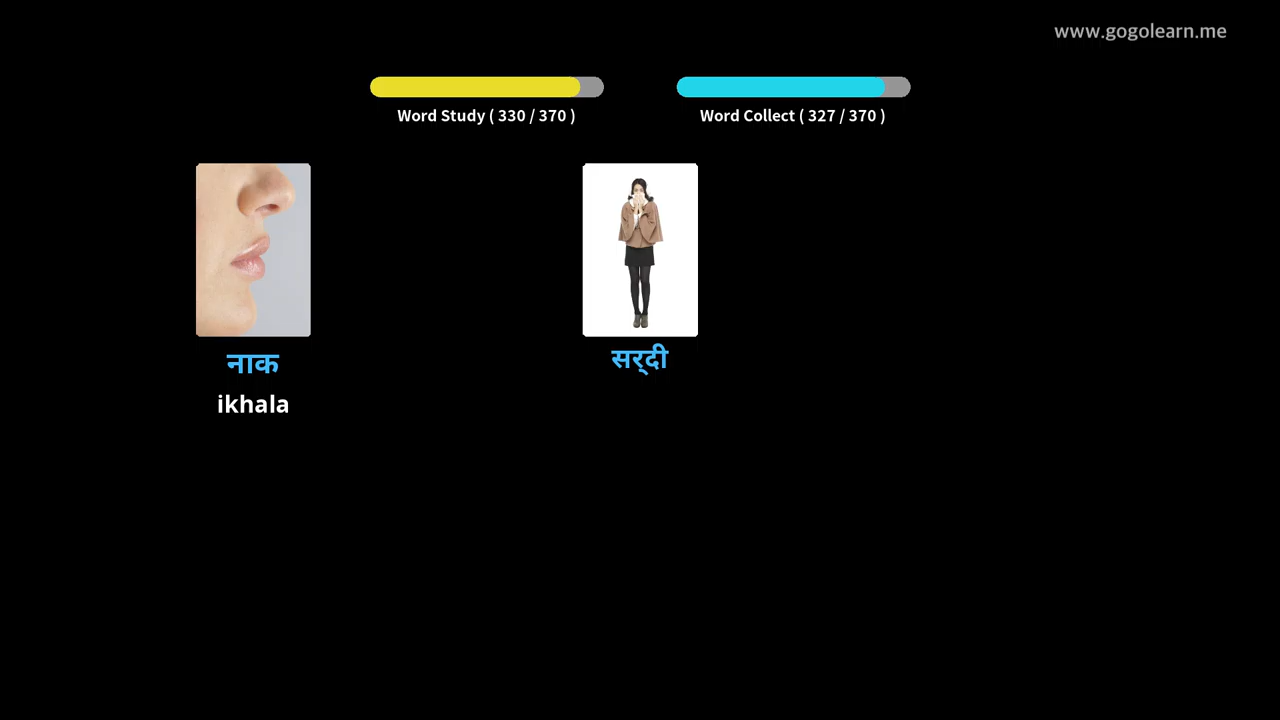 www.gogolearn.me
Word Study ( 330 / 370 )
Word Collect ( 327 / 370 )
नाक
ikhala
सर्‌दी